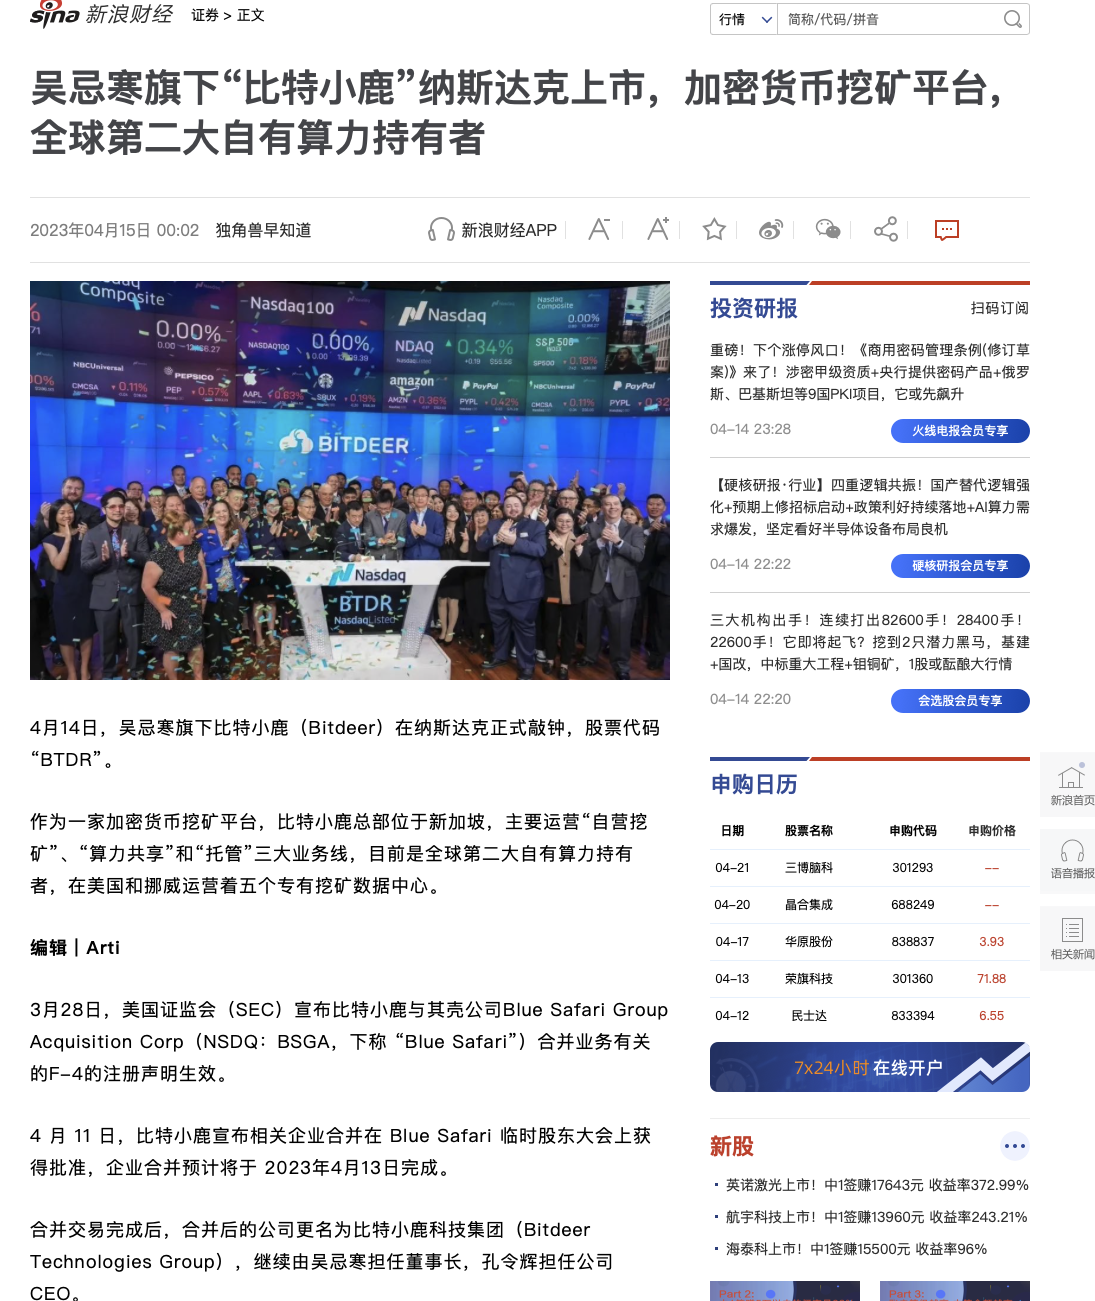 sina 新浪财经 证券 > 正文
行情 简称/代码/拼音
吴忌寒旗下“比特小鹿”纳斯达克上市，加密货币挖矿平台，
全球第二大自有算力持有者
2023年04月15日 00:02 独角兽早知道
新浪财经APP
Composite
0.00%
Nasdaq100
NASDAQ100
0.00%
Nasdaq
NDAQ 0.34%
Nasdaq Composite
0.00%
S&P 500
SP500 0.18%
NBCUniversal
CMCSA 0.11%
PEPSICO
PEP 0.57%
AAPL 0.83%
SBUX 0.19%
amazon
AMZN 0.36%
PayPal
PYPL 0.42%
NBCUniversal
CMCSA 0.11%
PayPal
PYPL
BITDEER
Nasdaq
BTDR
NasdaqListed
4月14日，吴忌寒旗下比特小鹿（Bitdeer）在纳斯达克正式敲钟，股票代码
“BTDR”。
作为一家加密货币挖矿平台，比特小鹿总部位于新加坡，主要运营“自营挖
矿”、“算力共享”和“托管”三大业务线，目前是全球第二大自有算力持有
者，在美国和挪威运营着五个专有挖矿数据中心。
编辑 | Arti
3月28日，美国证监会（SEC）宣布比特小鹿与其壳公司Blue Safari Group
Acquisition Corp（NSDQ：BSGA，下称 “Blue Safari”）合并业务有关
的F-4的注册声明生效。
4 月 11 日，比特小鹿宣布相关企业合并在 Blue Safari 临时股东大会上获
得批准，企业合并预计将于 2023年4月13日完成。
合并交易完成后，合并后的公司更名为比特小鹿科技集团（Bitdeer
Technologies Group），继续由吴忌寒担任董事长，孔令辉担任公司
CEO。
投资研报 扫码订阅
重磅！下个涨停风口！《商用密码管理条例(修订草
案)》来了！涉密甲级资质+央行提供密码产品+俄罗
斯、巴基斯坦等9国PKI项目，它或先飙升
04-14 23:28 火线电报会员专享
【硬核研报·行业】四重逻辑共振！国产替代逻辑强
化+预期上修招标启动+政策利好持续落地+AI算力需
求爆发，坚定看好半导体设备布局良机
04-14 22:22 硬核研报会员专享
三大机构出手！连续打出82600手！28400手！
22600手！它即将起飞？挖到2只潜力黑马，基建
+国改，中标重大工程+钼铜矿，1股或酝酿大行情
04-14 22:20 会选股会员专享
申购日历
日期 股票名称 申购代码 申购价格
04-21 三博脑科 301293 --
04-20 晶合集成 688249 --
04-17 华原股份 838837 3.93
04-13 荣旗科技 301360 71.88
04-12 民士达 833394 6.55
7x24小时 在线开户
新股
· 英诺激光上市！中1签赚17643元 收益率372.99%
· 航宇科技上市！中1签赚13960元 收益率243.21%
· 海泰科上市！中1签赚15500元 收益率96%
Part 2:
Part 3:
新浪首页
语音播报
相关新闻